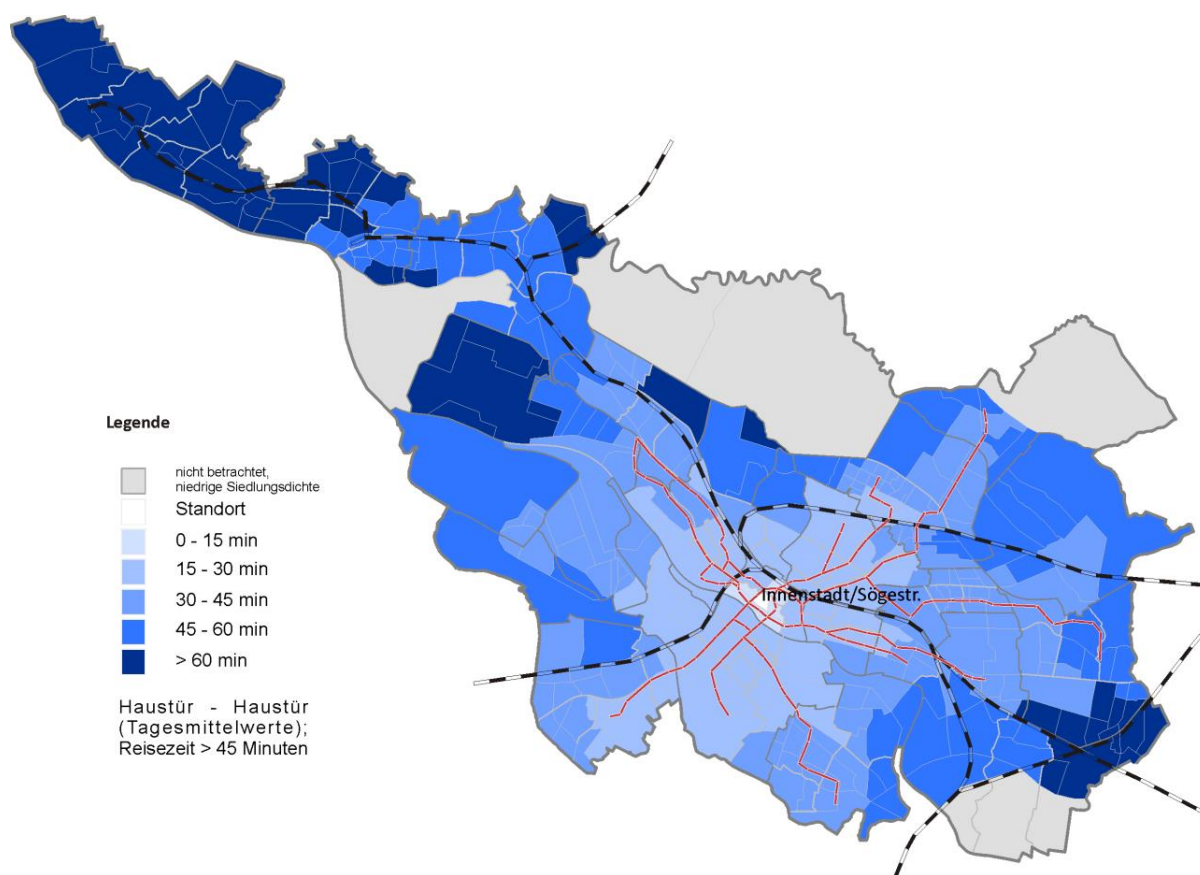 Legende
nicht betrachtet,
niedrige Siedlungsdichte
Standort
0 - 15 min
15 - 30 min
30 - 45 min
45 - 60 min
> 60 min
Haustür - Haustür
(Tagesmittelwerte);
Reisezeit > 45 Minuten
Innenstadt/Sögestr.